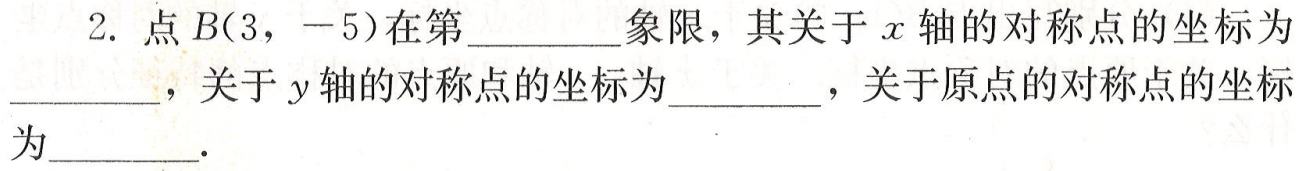 2. 点 B(3, －5)在第________象限，其关于 x 轴的对称点的坐标为
________，关于 y 轴的对称点的坐标为________，关于原点的对称点的坐标
为________.